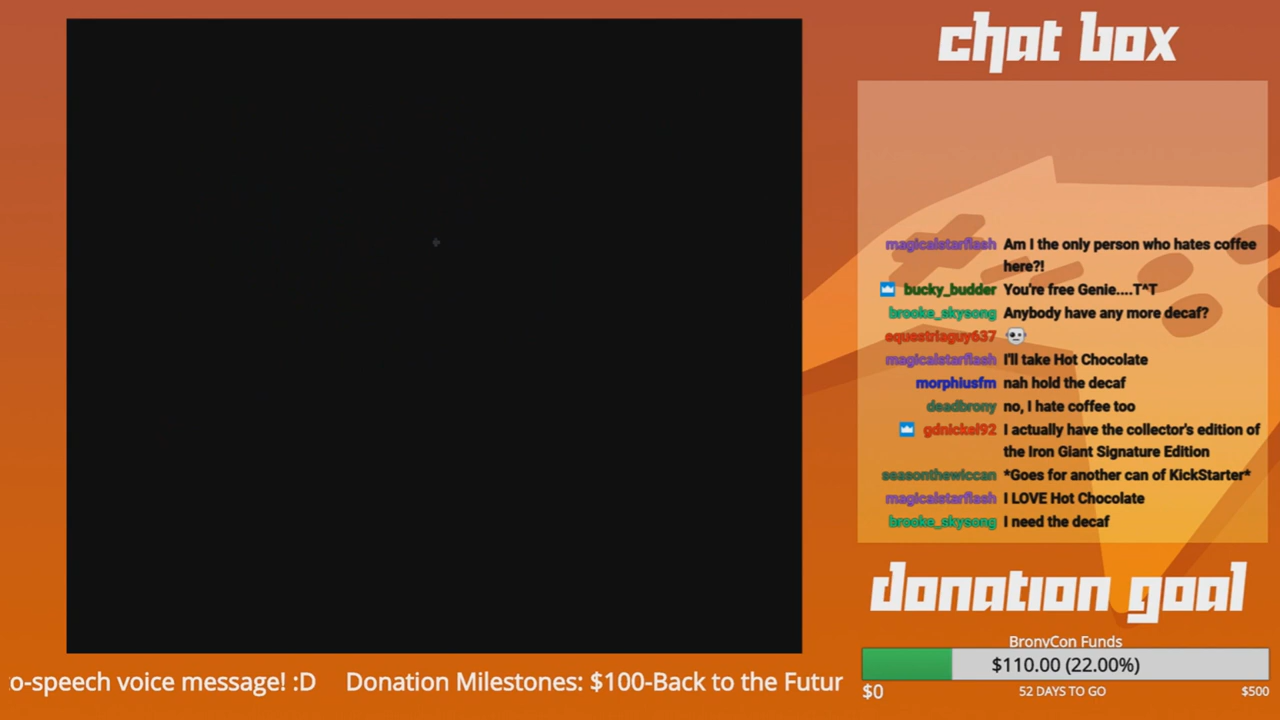 chat box
magicalstarflash Am I the only person who hates coffee
here?!
bucky_budder You're free Genie....T^T
brooke_skysong Anybody have any more decaf?
equestriaguy637
magicalstarflash I'll take Hot Chocolate
morphiusfm nah hold the decaf
deadbrony no, I hate coffee too
gdnickel92 I actually have the collector's edition of
the Iron Giant Signature Edition
seasonthewiccan *Goes for another can of KickStarter*
magicalstarflash I LOVE Hot Chocolate
brooke_skysong I need the decaf
donation goal
BronyCon Funds
$110.00 (22.00%)
$0 52 DAYS TO GO $500
o-speech voice message! :D Donation Milestones: $100-Back to the Futur